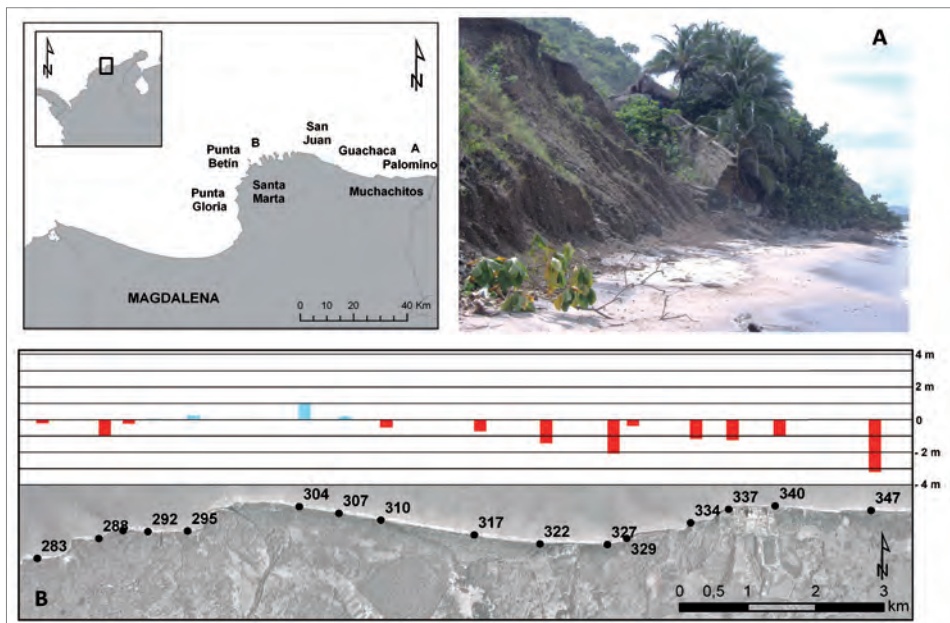 N
N
B
San
Juan
Punta
Betín
Guachaca
A
Palomino
Santa
Marta
Muchachitos
Punta
Gloria
MAGDALENA
0 10 20 40 Km
A
4 m
2 m
0
- 2 m
- 4 m
283
288
292
295
304
307
310
317
322
327
329
334
337
340
347
N
B
0 0,5 1 2 3
km